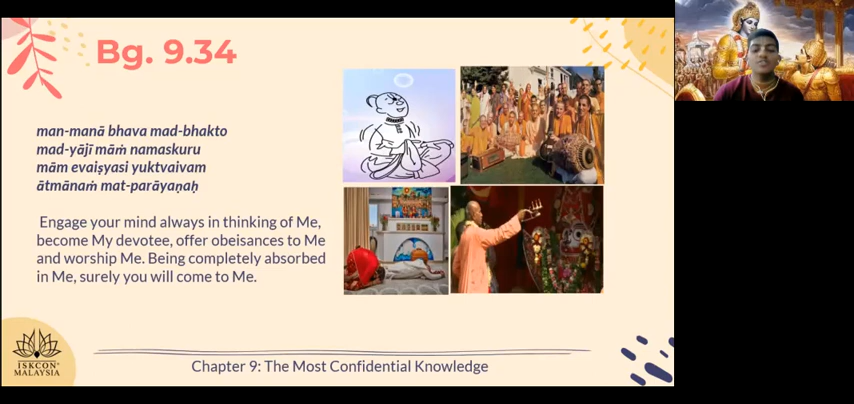 Bg. 9.34
man-manā bhava mad-bhakto
mad-yājī māṁ namaskuru
mām evaiṣyasi yuktvaivam
ātmānaṁ mat-parāyaṇaḥ
Engage your mind always in thinking of Me,
become My devotee, offer obeisances to Me
and worship Me. Being completely absorbed
in Me, surely you will come to Me.
ISKCON
MALAYSIA
Chapter 9: The Most Confidential Knowledge